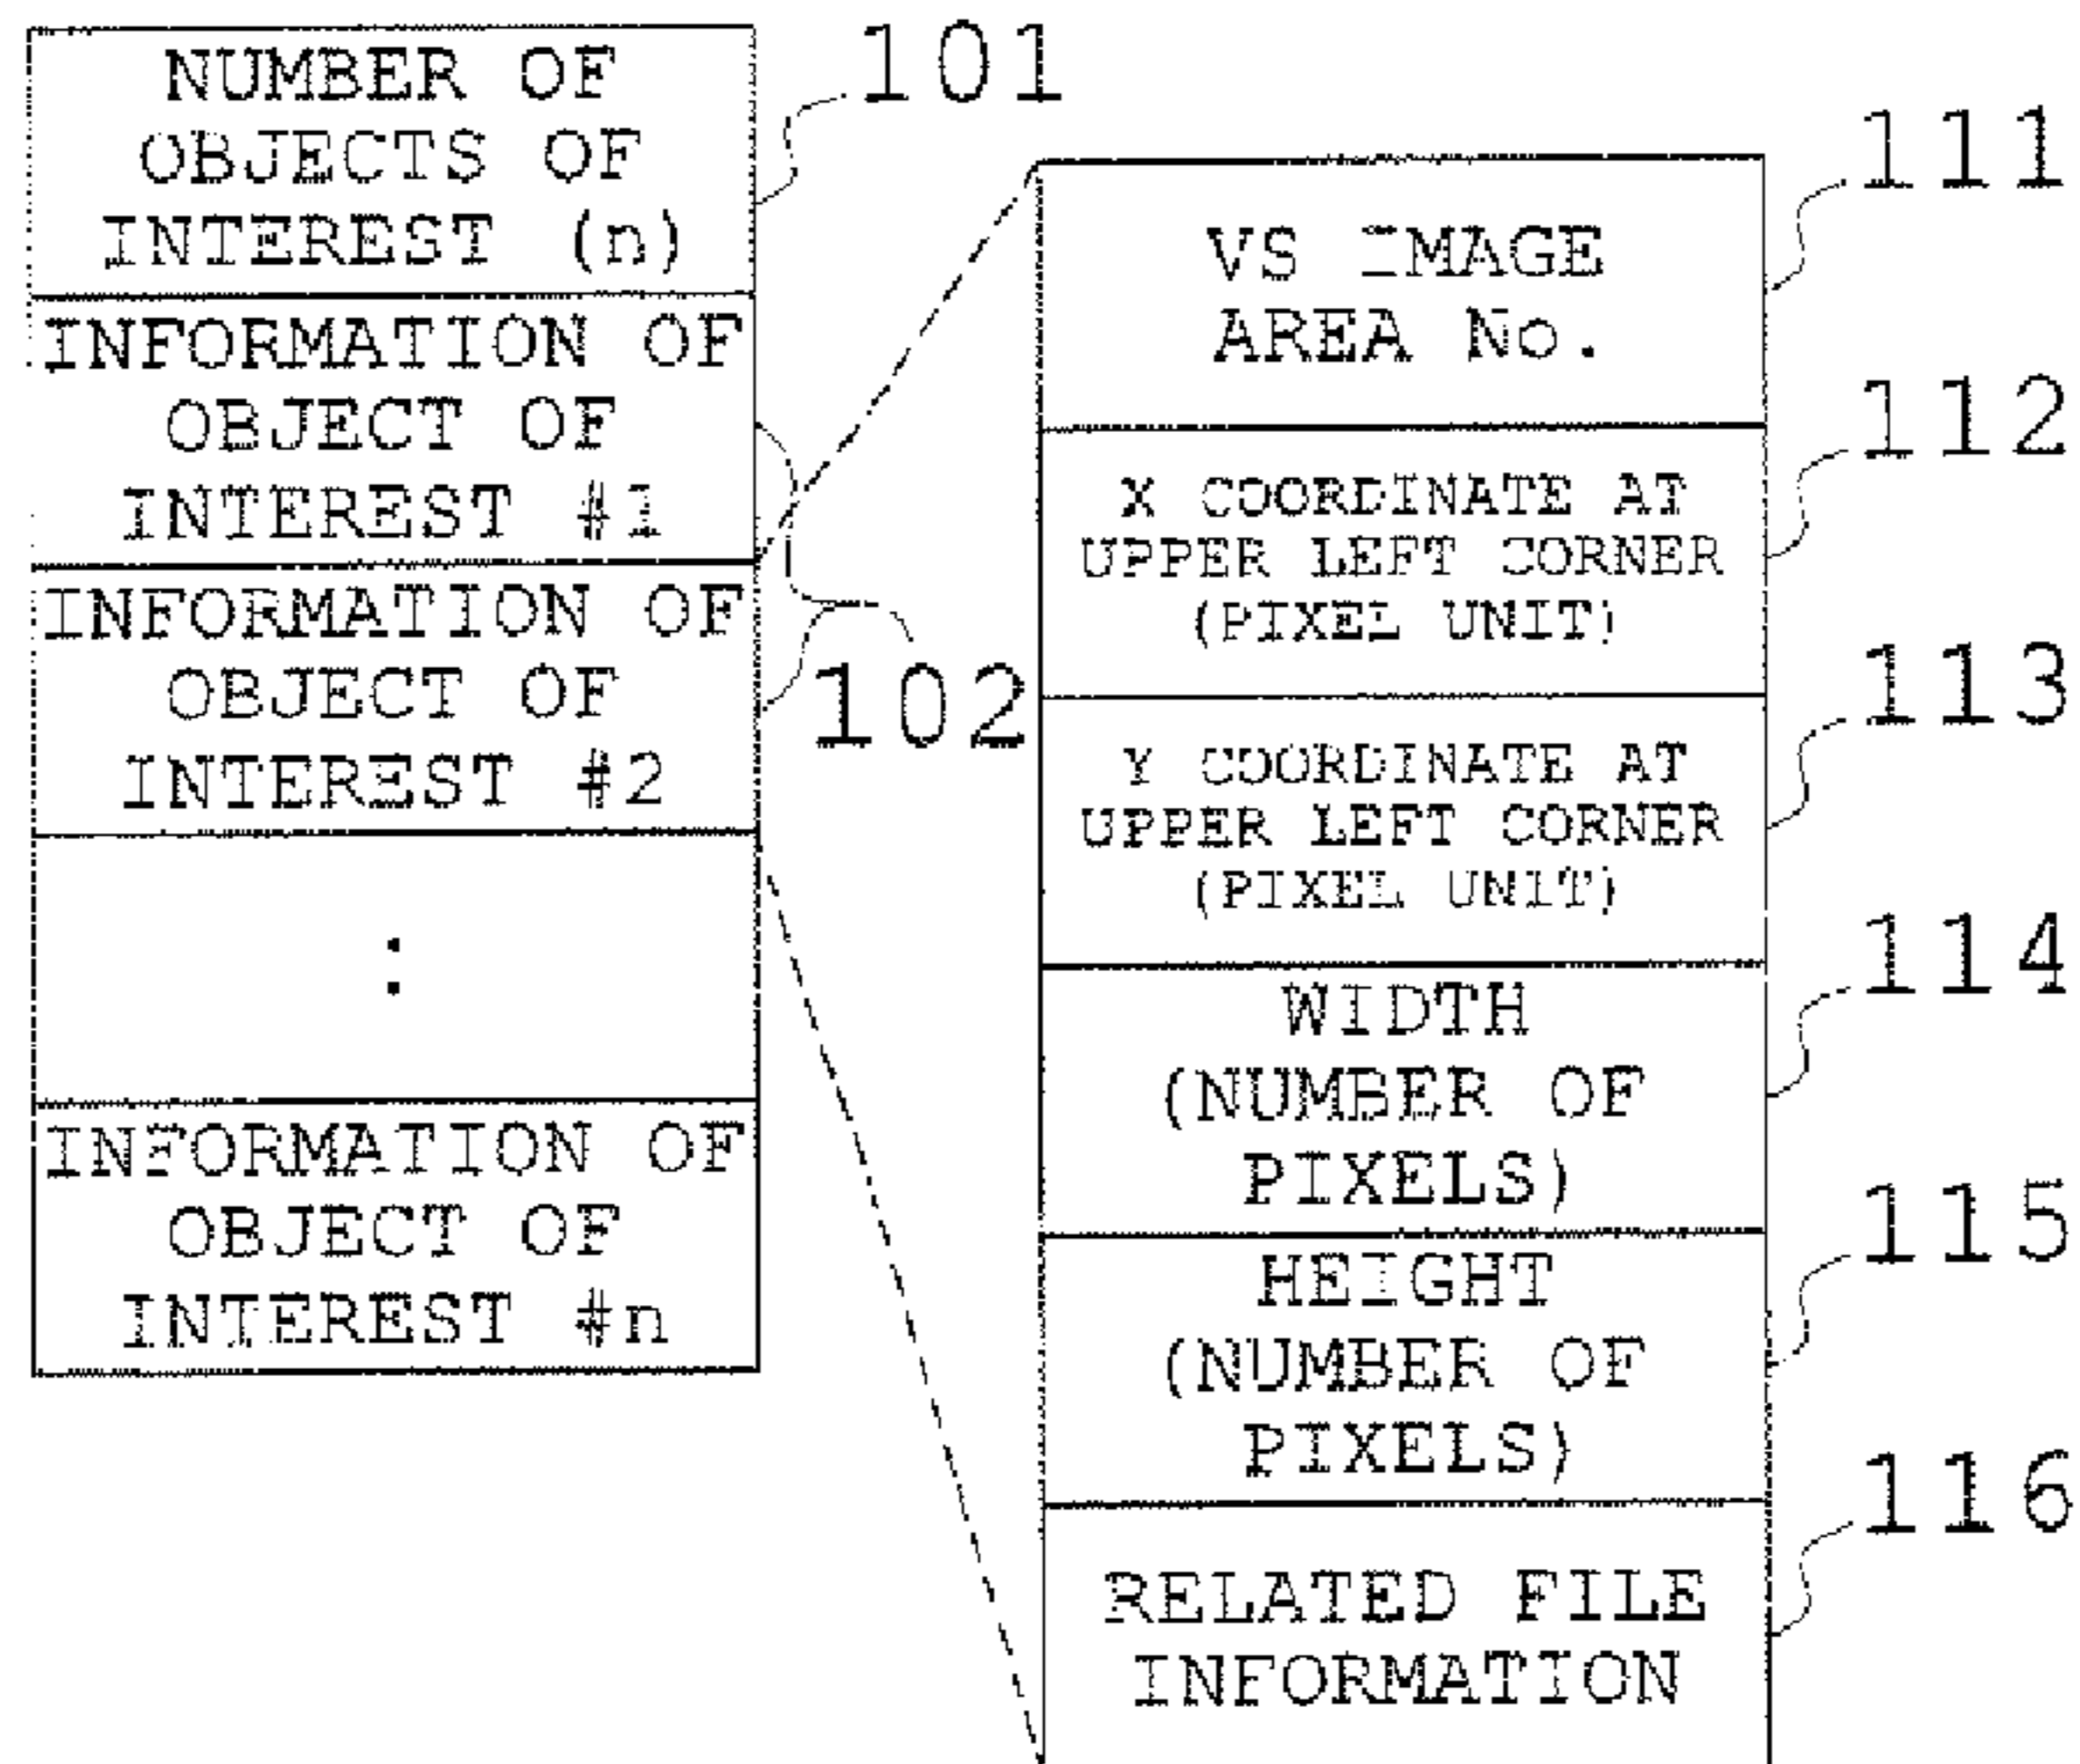 NUMBER OF
OBJECTS OF
INTEREST (n)
101
INFORMATION OF
OBJECT OF
INTEREST #1
INFORMATION OF
OBJECT OF
INTEREST #2
102
:
INFORMATION OF
OBJECT OF
INTEREST #n
VS IMAGE
AREA No.
111
X COORDINATE AT
UPPER LEFT CORNER
(PIXEL UNIT)
112
Y COORDINATE AT
UPPER LEFT CORNER
(PIXEL UNIT)
113
WIDTH
(NUMBER OF
PIXELS)
114
HEIGHT
(NUMBER OF
PIXELS)
115
RELATED FILE
INFORMATION
116